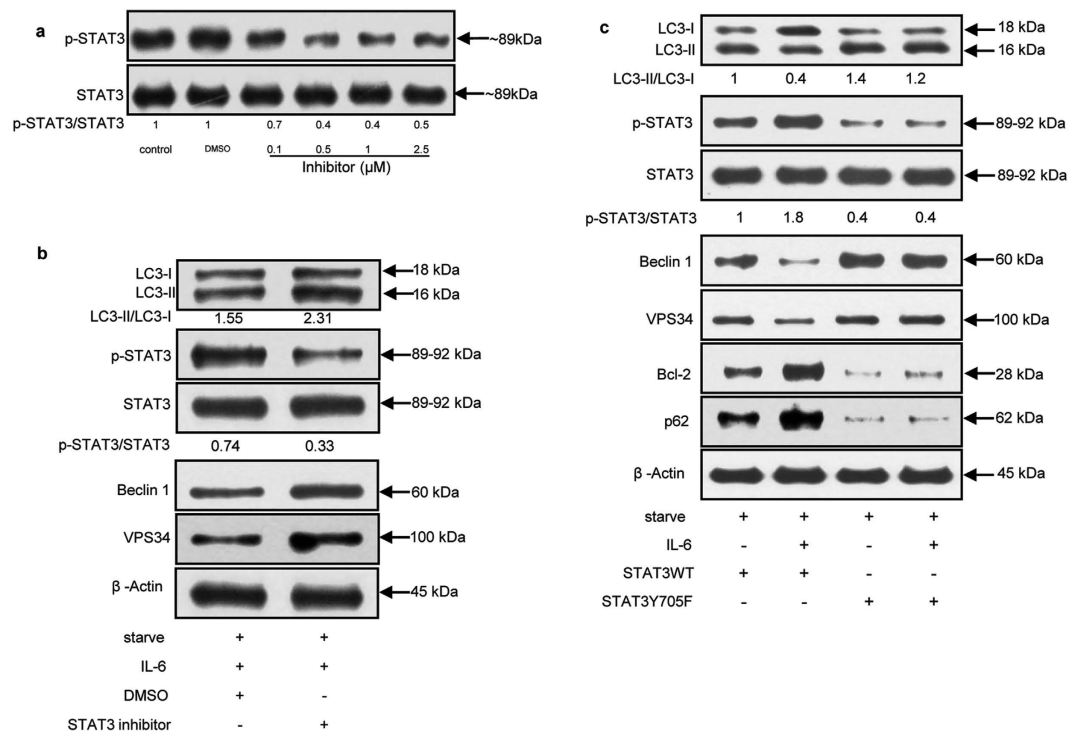 a
p-STAT3 ~89kDa
STAT3 ~89kDa
p-STAT3/STAT3 1 1 0.7 0.4 0.4 0.5
control DMSO 0.1 0.5 1 2.5
Inhibitor (µM)
b
LC3-I 18 kDa
LC3-II 16 kDa
LC3-II/LC3-I 1.55 2.31
p-STAT3 89-92 kDa
STAT3 89-92 kDa
p-STAT3/STAT3 0.74 0.33
Beclin 1 60 kDa
VPS34 100 kDa
β -Actin 45 kDa
starve + +
IL-6 + +
DMSO + -
STAT3 inhibitor - +
c
LC3-I 18 kDa
LC3-II 16 kDa
LC3-II/LC3-I 1 0.4 1.4 1.2
p-STAT3 89-92 kDa
STAT3 89-92 kDa
p-STAT3/STAT3 1 1.8 0.4 0.4
Beclin 1 60 kDa
VPS34 100 kDa
Bcl-2 28 kDa
p62 62 kDa
β -Actin 45 kDa
starve + + + +
IL-6 - + - +
STAT3WT + + - -
STAT3Y705F - - + +